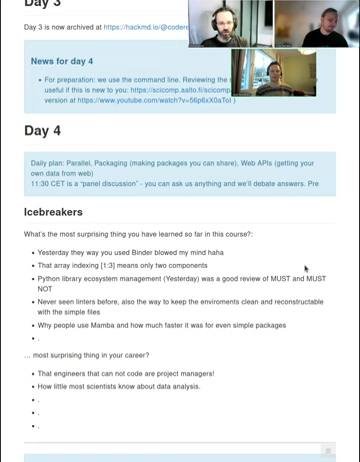 Day 3
Day 3 is now archived at https://hackmd.io/@codere
News for day 4
For preparation: we use the command line. Reviewing the
useful if this is new to you: https://scicomp.aalto.fi/scicomp
version at https://www.youtube.com/watch?v=56p6xX0aToI )
Day 4
Daily plan: Parallel, Packaging (making packages you can share), Web APIs (getting your
own data from web)
11:30 CET is a "panel discussion" - you can ask us anything and we'll debate answers. Pre
Icebreakers
What's the most surprising thing you have learned so far in this course?:
Yesterday they way you used Binder blowed my mind haha
That array indexing [1:3] means only two components
Python library ecosystem management (Yesterday) was a good review of MUST and MUST
NOT
Never seen linters before, also the way to keep the enviroments clean and reconstructable
with the simple files
Why people use Mamba and how much faster it was for even simple packages
.
... most surprising thing in your career?
That engineers that can not code are project managers!
How little most scientists know about data analysis.
.
.
.